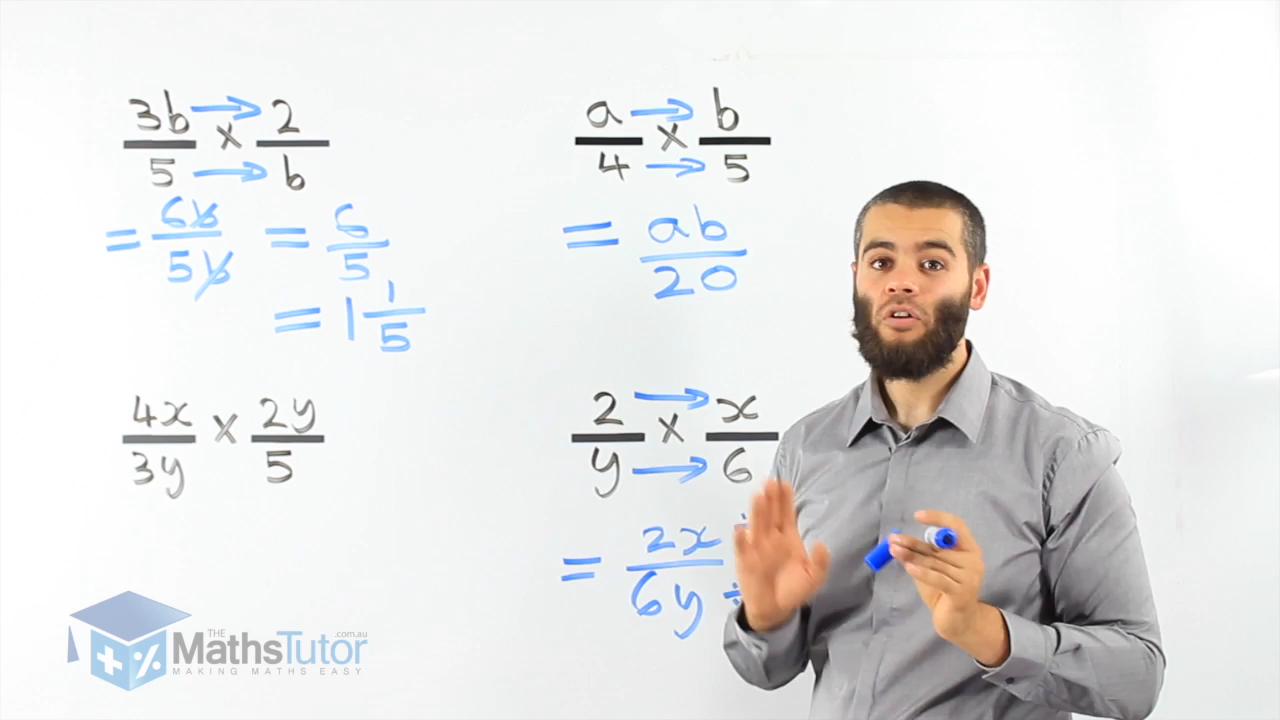 3b/5 × 2/b
= 6b/5b = 6/5
= 1 1/5
a/4 × b/5
= ab/20
4x/3y × 2y/5
2/y × x/6
= 2x/6y
THE MathsTutor .com.au
MAKING MATHS EASY